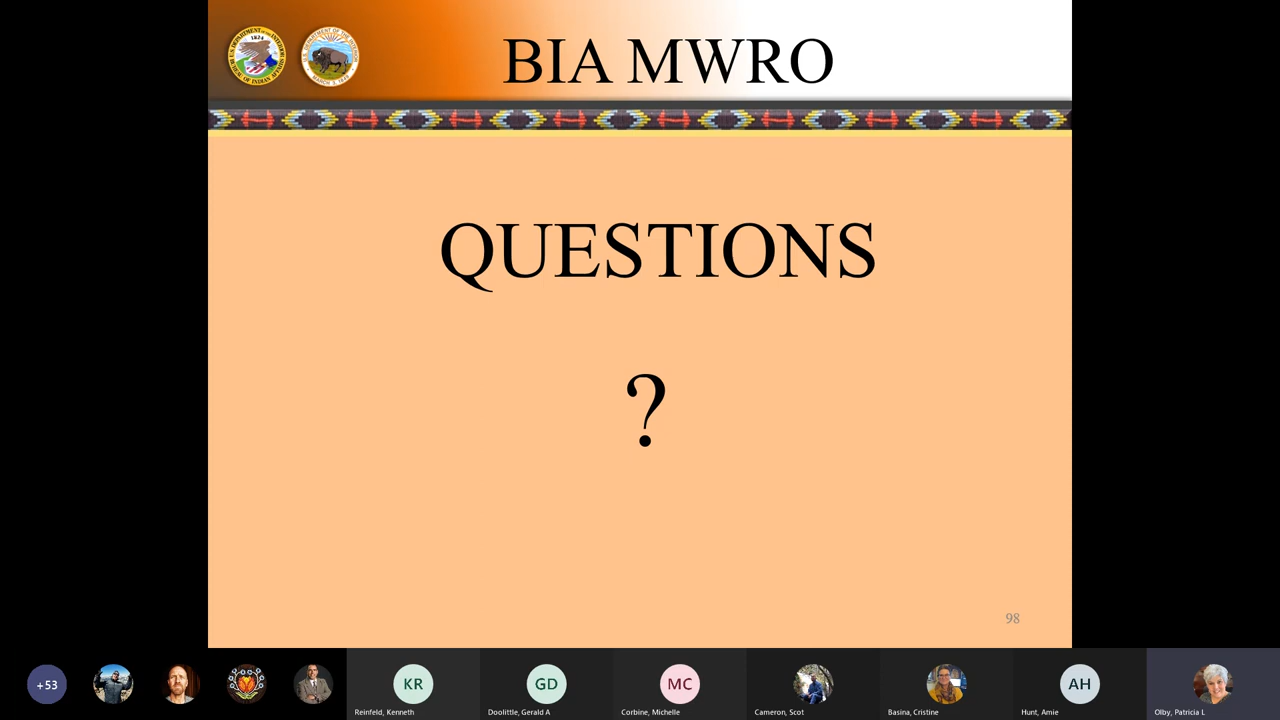 BIA MWRO
QUESTIONS
?
98
+53
KR
Reinfeld, Kenneth
GD
Doolittle, Gerald A
MC
Corbine, Michelle
Cameron, Scot
Basina, Cristine
AH
Hunt, Amie
Olby, Patricia L